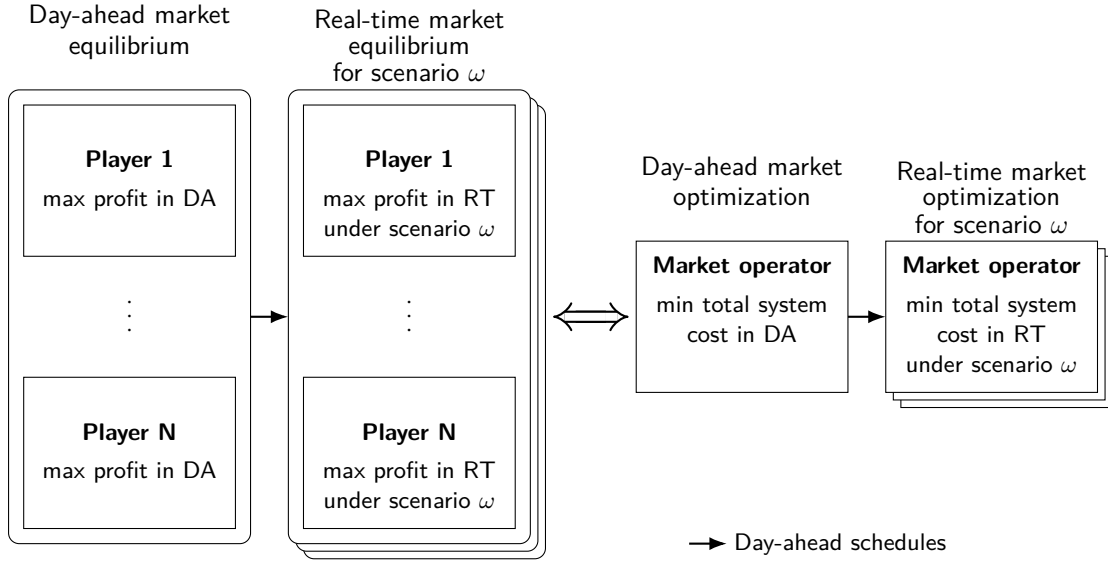 Day-ahead market
equilibrium
Player 1
max profit in DA
⋮
Player N
max profit in DA
Real-time market
equilibrium
for scenario ω
Player 1
max profit in RT
under scenario ω
⋮
Player N
max profit in RT
under scenario ω
Day-ahead market
optimization
Market operator
min total system
cost in DA
Real-time market
optimization
for scenario ω
Market operator
min total system
cost in RT
under scenario ω
Day-ahead schedules